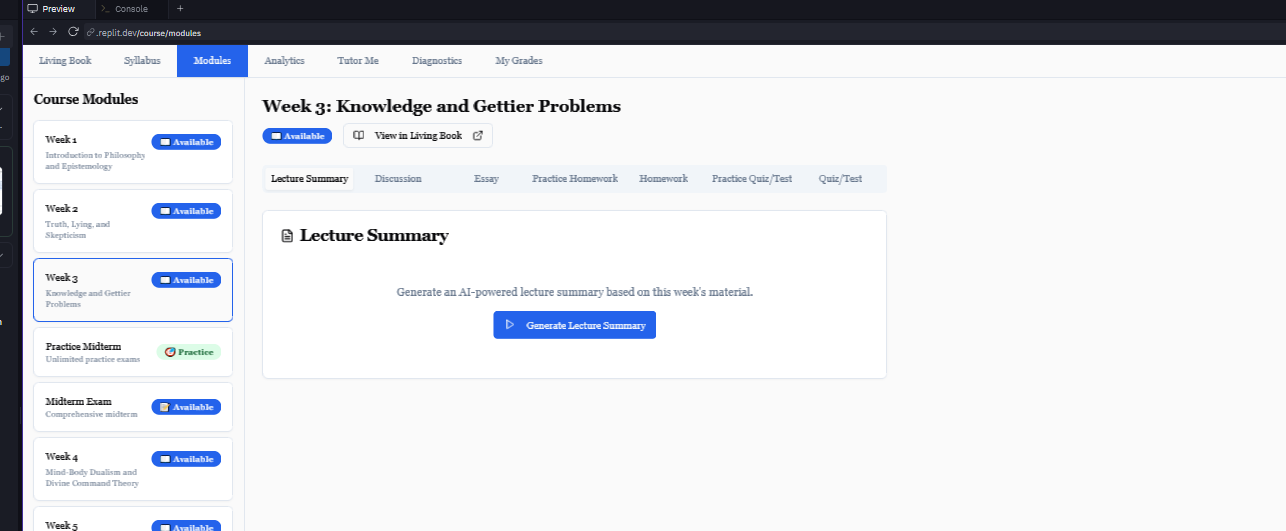 Preview
Console
go
.replit.dev/course/modules
Living Book
Syllabus
Modules
Analytics
Tutor Me
Diagnostics
My Grades
Course Modules
Week 1
Available
Introduction to Philosophy
and Epistemology
Week 2
Available
Truth, Lying, and
Skepticism
Week 3
Available
Knowledge and Gettier
Problems
Practice Midterm
Practice
Unlimited practice exams
Midterm Exam
Available
Comprehensive midterm
Week 4
Available
Mind-Body Dualism and
Divine Command Theory
Week 5
Available
Week 3: Knowledge and Gettier Problems
Available
View in Living Book
Lecture Summary
Discussion
Essay
Practice Homework
Homework
Practice Quiz/Test
Quiz/Test
Lecture Summary
Generate an AI-powered lecture summary based on this week's material.
Generate Lecture Summary